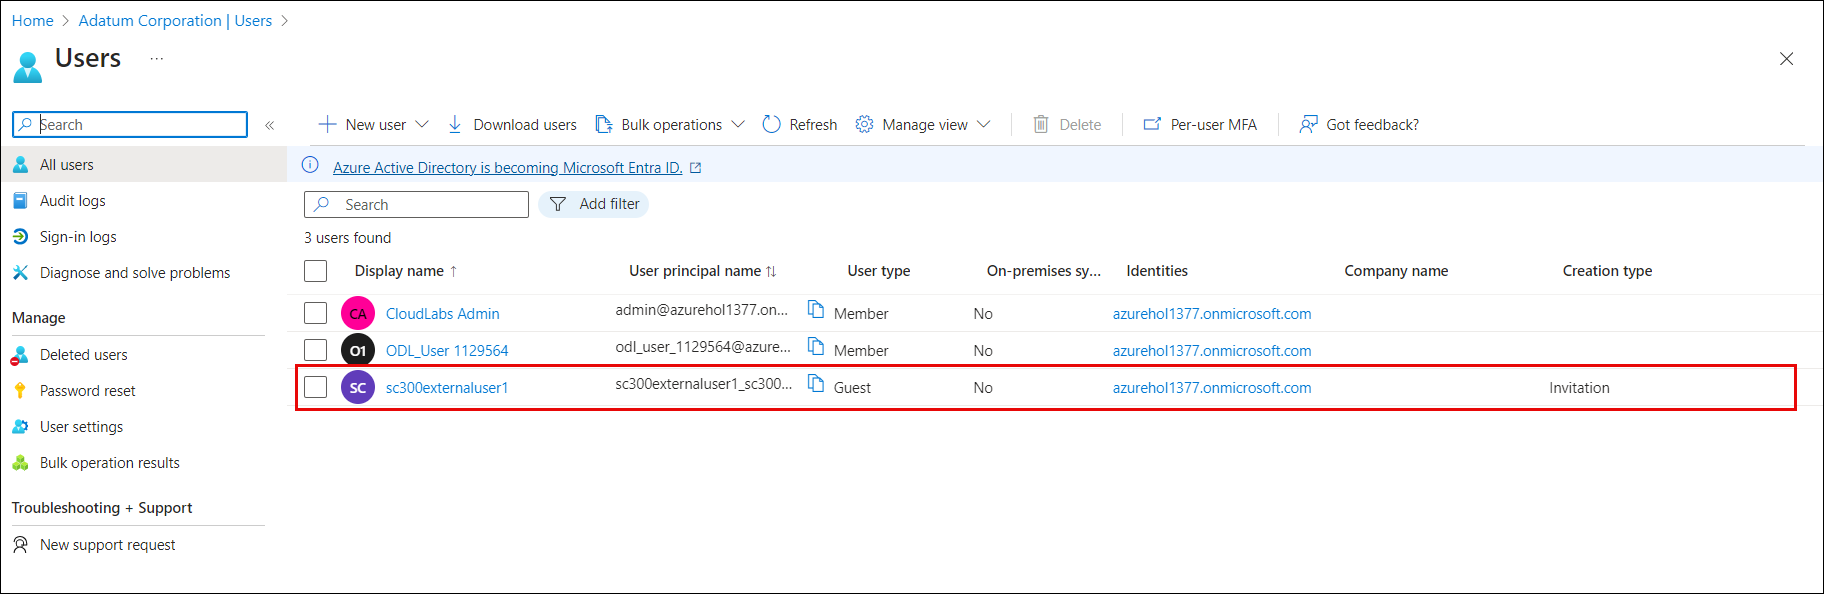 Home > Adatum Corporation | Users >
Users ...
Search «
New user Download users Bulk operations Refresh Manage view Delete Per-user MFA Got feedback?
All users
Audit logs
Sign-in logs
Diagnose and solve problems
Manage
Deleted users
Password reset
User settings
Bulk operation results
Troubleshooting + Support
New support request
Azure Active Directory is becoming Microsoft Entra ID.
Search Add filter
3 users found
Display name ↑ User principal name ↑↓ User type On-premises sy... Identities Company name Creation type
CA CloudLabs Admin admin@azurehol1377.on... Member No azurehol1377.onmicrosoft.com
O1 ODL_User 1129564 odl_user_1129564@azure... Member No azurehol1377.onmicrosoft.com
SC sc300externaluser1 sc300externaluser1_sc300... Guest No azurehol1377.onmicrosoft.com Invitation